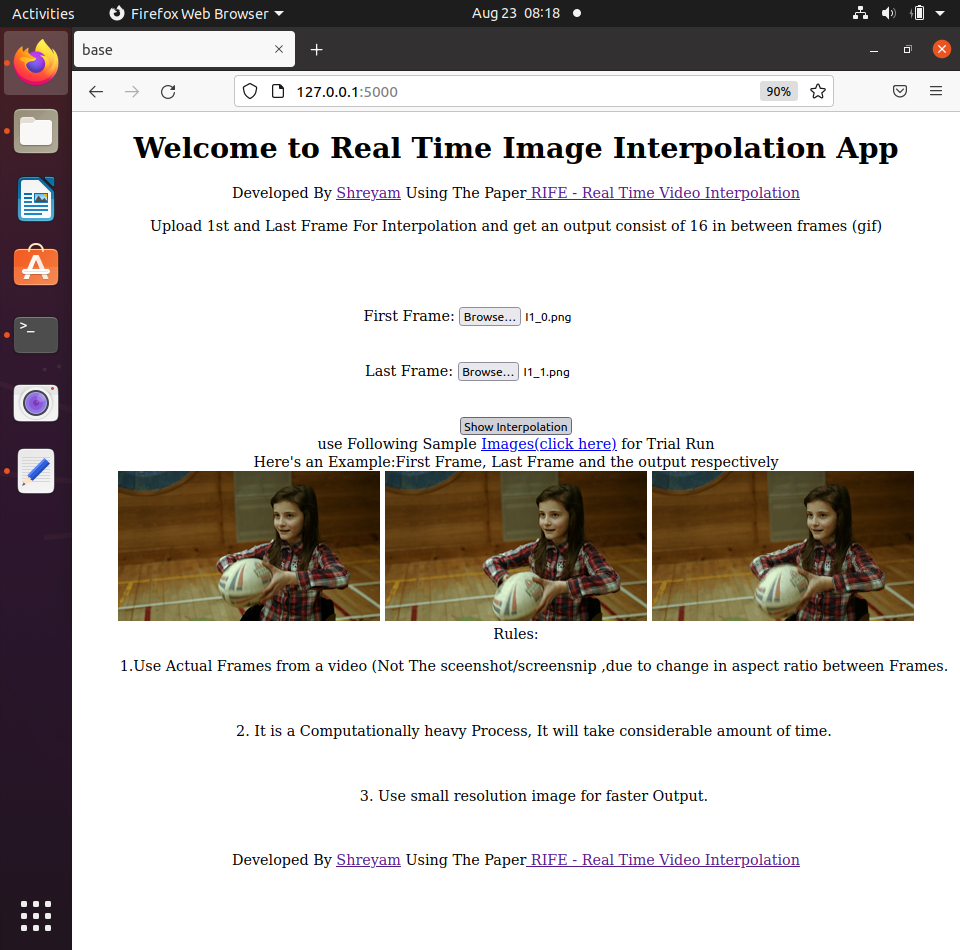 Activities Firefox Web Browser Aug 23 08:18
base
127.0.0.1:5000 90%
Welcome to Real Time Image Interpolation App
Developed By Shreyam Using The Paper RIFE - Real Time Video Interpolation
Upload 1st and Last Frame For Interpolation and get an output consist of 16 in between frames (gif)
First Frame: Browse... I1_0.png
Last Frame: Browse... I1_1.png
Show Interpolation
use Following Sample Images(click here) for Trial Run
Here's an Example:First Frame, Last Frame and the output respectively
Rules:
1.Use Actual Frames from a video (Not The sceenshot/screensnip ,due to change in aspect ratio between Frames.
2. It is a Computationally heavy Process, It will take considerable amount of time.
3. Use small resolution image for faster Output.
Developed By Shreyam Using The Paper RIFE - Real Time Video Interpolation